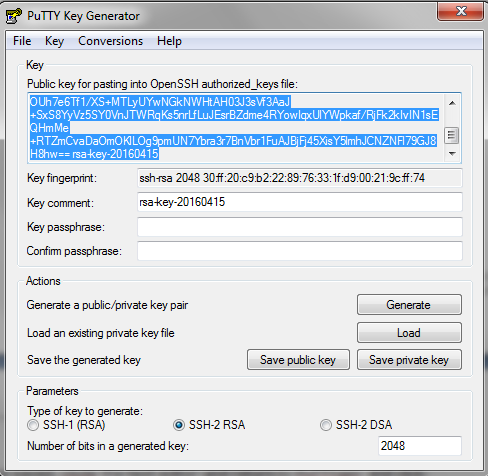 PuTTY Key Generator
File Key Conversions Help
Key
Public key for pasting into OpenSSH authorized_keys file:
OUh7e6Tf1/XS+MTLyUYwNGkNWHtAH03J3sVf3AaJ
+SxS8YyVz5SY0VnJTWRqKs5nrLfLuJEsrBZdme4RYowIqxUIYWpkaf/RjFk2kIvIN1sE
QHmMe
+RTZmCvaDaOmOKILOg9pmUN7Ybra3r7BnVbr1FuAJBjFj45XisY5lmhJCNZNFl79GJ8
H8hw== rsa-key-20160415
Key fingerprint: ssh-rsa 2048 30:ff:20:c9:b2:22:89:76:33:1f:d9:00:21:9c:ff:74
Key comment: rsa-key-20160415
Key passphrase:
Confirm passphrase:
Actions
Generate a public/private key pair Generate
Load an existing private key file Load
Save the generated key Save public key Save private key
Parameters
Type of key to generate:
SSH-1 (RSA) SSH-2 RSA SSH-2 DSA
Number of bits in a generated key: 2048